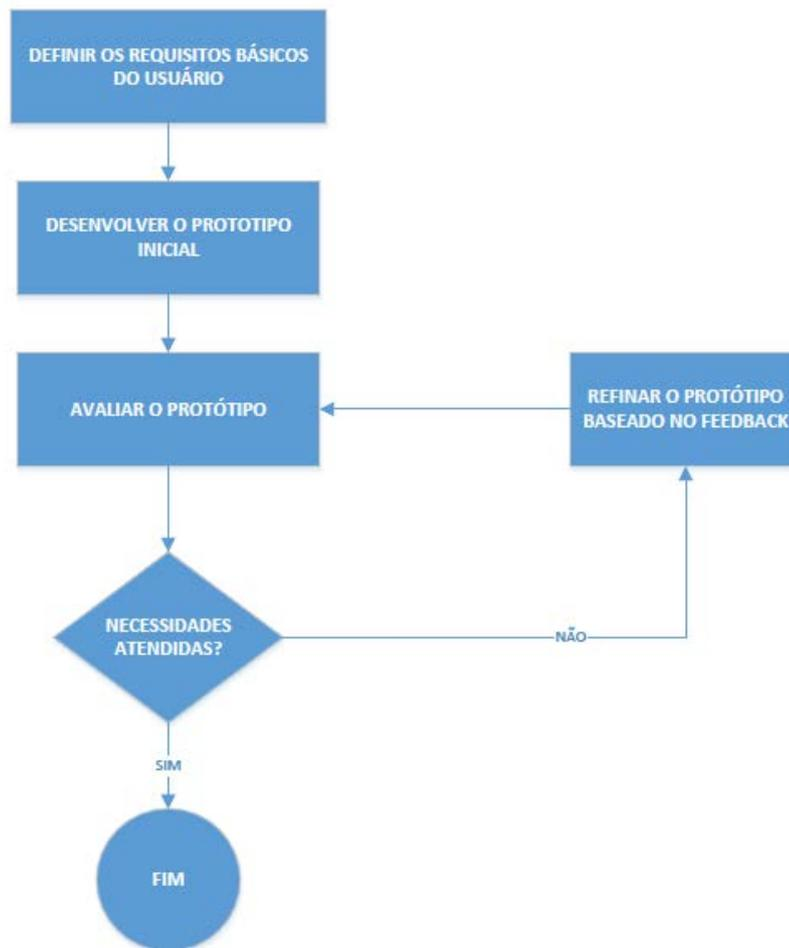 DEFINIR OS REQUISITOS BÁSICOS
DO USUÁRIO
DESENVOLVER O PROTOTIPO
INICIAL
AVALIAR O PROTÓTIPO
REFINAR O PROTÓTIPO
BASEADO NO FEEDBACK
NECESSIDADES
ATENDIDAS?
NÃO
SIM
FIM